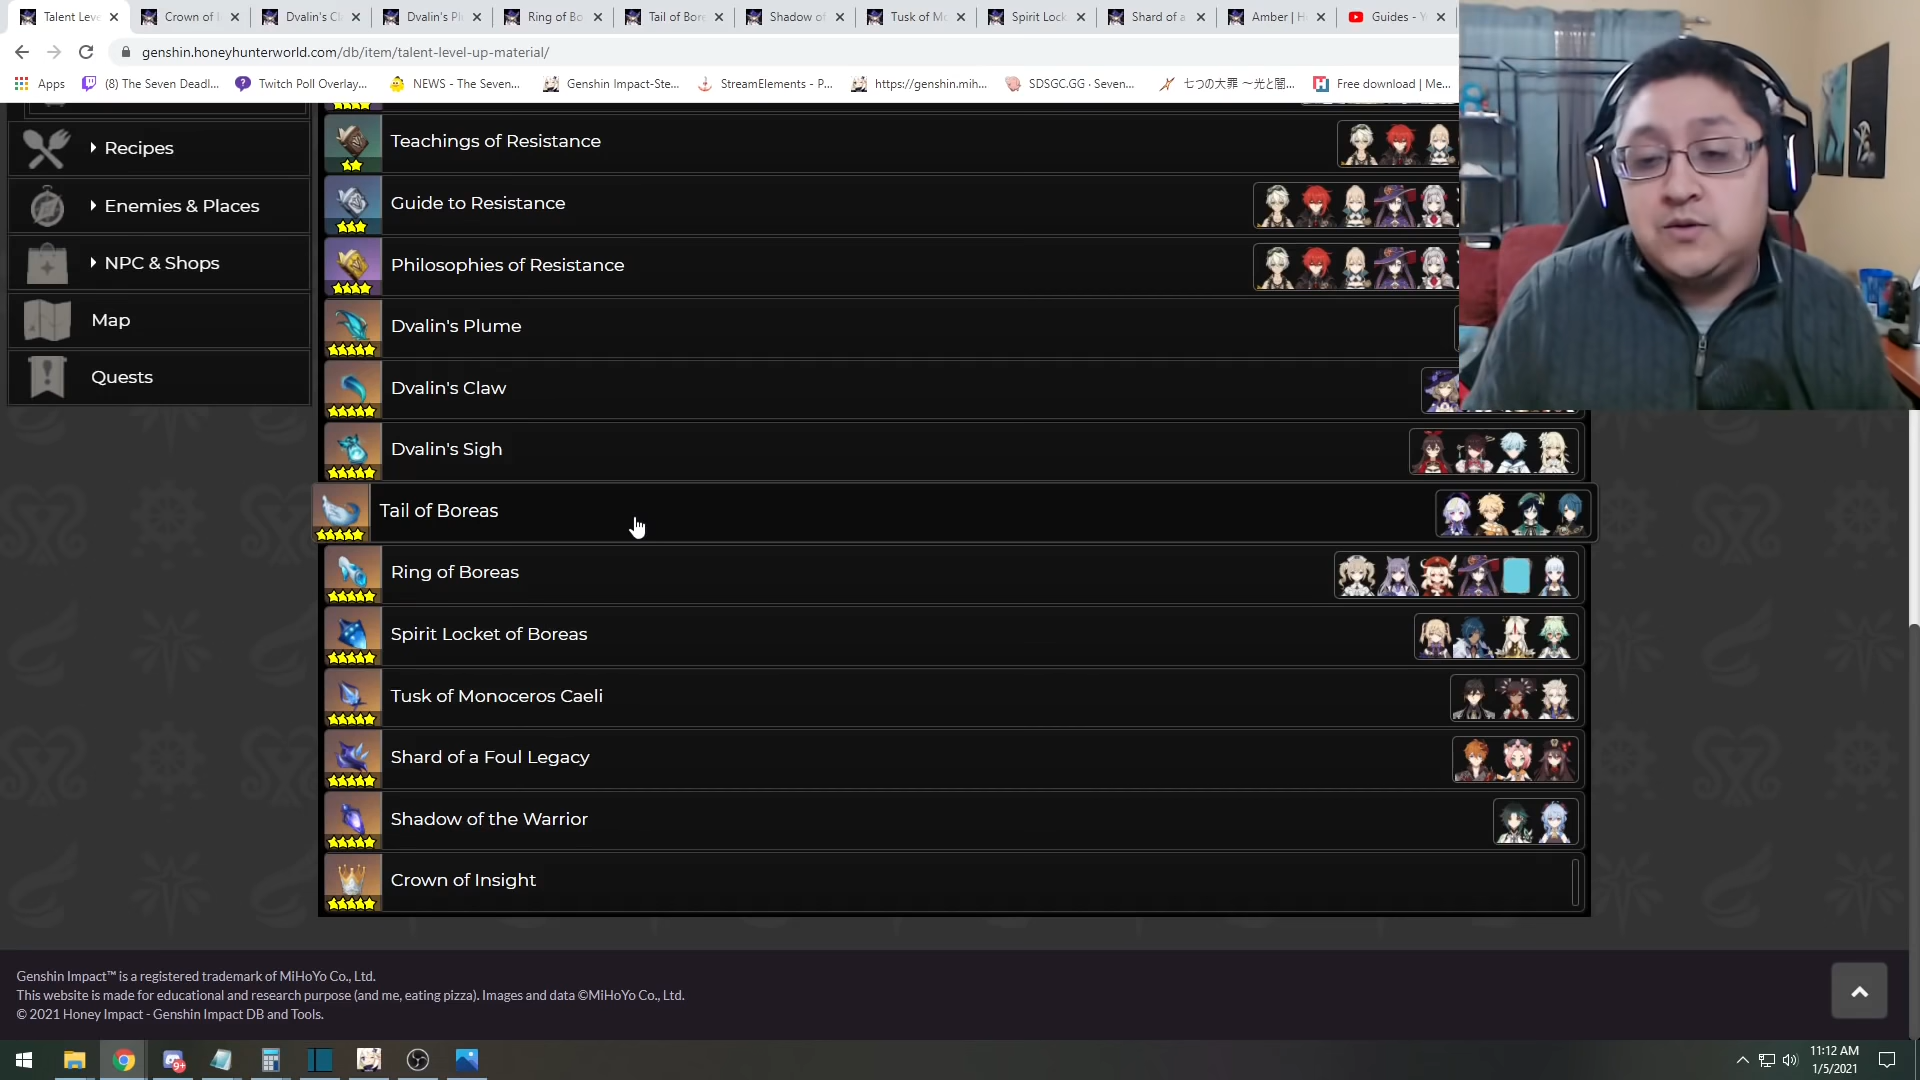 Talent Leve
Crown of
Dvalin's Cl
Dvalin's Pl
Ring of Bo
Tail of Bore
Shadow of
Tusk of Mo
Spirit Lock
Shard of a
Amber | H
Guides - Y
genshin.honeyhunterworld.com/db/item/talent-level-up-material/
Apps
(8) The Seven Deadl...
Twitch Poll Overlay...
NEWS - The Seven...
Genshin Impact-Ste...
StreamElements - P...
https://genshin.mih...
SDSGC.GG · Seven...
七つの大罪 ～光と闇...
Free download | Me...
Recipes
Enemies & Places
NPC & Shops
Map
Quests
Teachings of Resistance
Guide to Resistance
Philosophies of Resistance
Dvalin's Plume
Dvalin's Claw
Dvalin's Sigh
Tail of Boreas
Ring of Boreas
Spirit Locket of Boreas
Tusk of Monoceros Caeli
Shard of a Foul Legacy
Shadow of the Warrior
Crown of Insight
Genshin Impact™ is a registered trademark of MiHoYo Co., Ltd.
This website is made for educational and research purpose (and me, eating pizza). Images and data ©MiHoYo Co., Ltd.
© 2021 Honey Impact - Genshin Impact DB and Tools.
9+
11:12 AM
1/5/2021